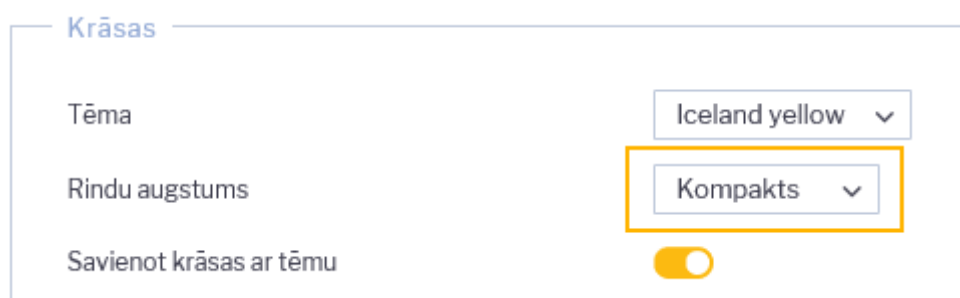 Krāsas
Tēma Iceland yellow
Rindu augstums Kompakts
Savienot krāsas ar tēmu